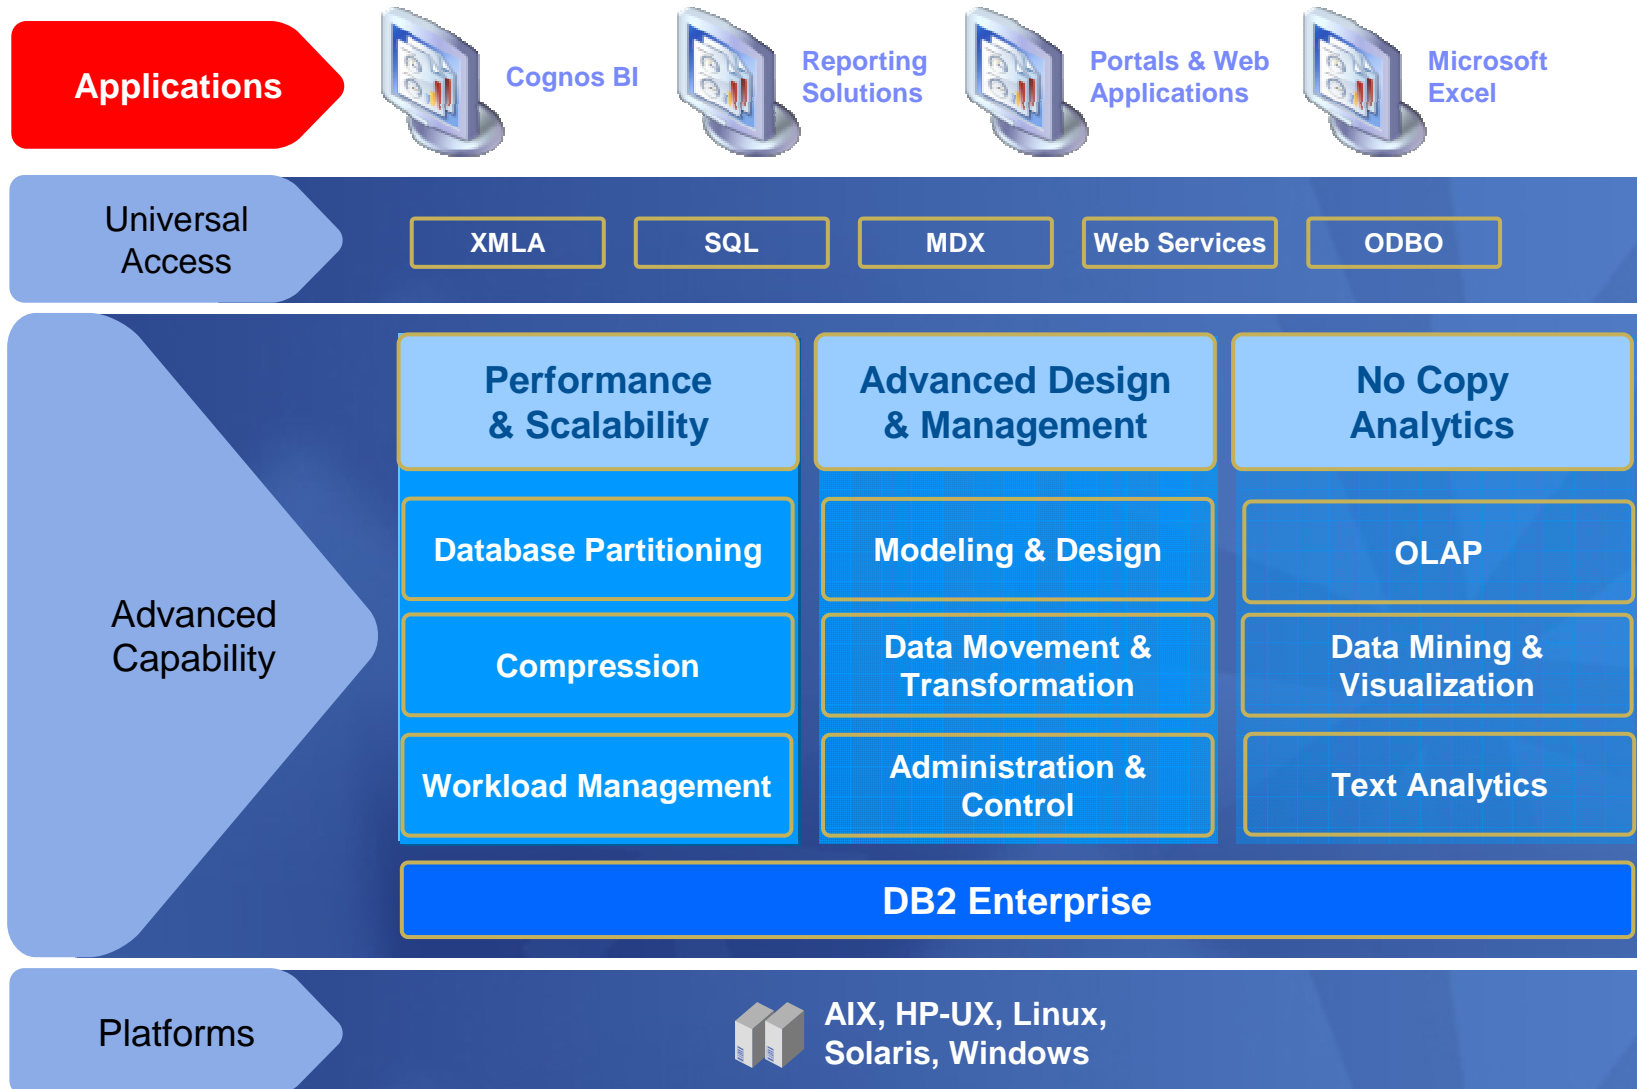 Applications
Cognos BI
Reporting
Solutions
Portals & Web
Applications
Microsoft
Excel
Universal
Access
XMLA
SQL
MDX
Web Services
ODBO
Advanced
Capability
Performance
& Scalability
Advanced Design
& Management
No Copy
Analytics
Database Partitioning
Modeling & Design
OLAP
Compression
Data Movement &
Transformation
Data Mining &
Visualization
Workload Management
Administration &
Control
Text Analytics
DB2 Enterprise
Platforms
AIX, HP-UX, Linux,
Solaris, Windows